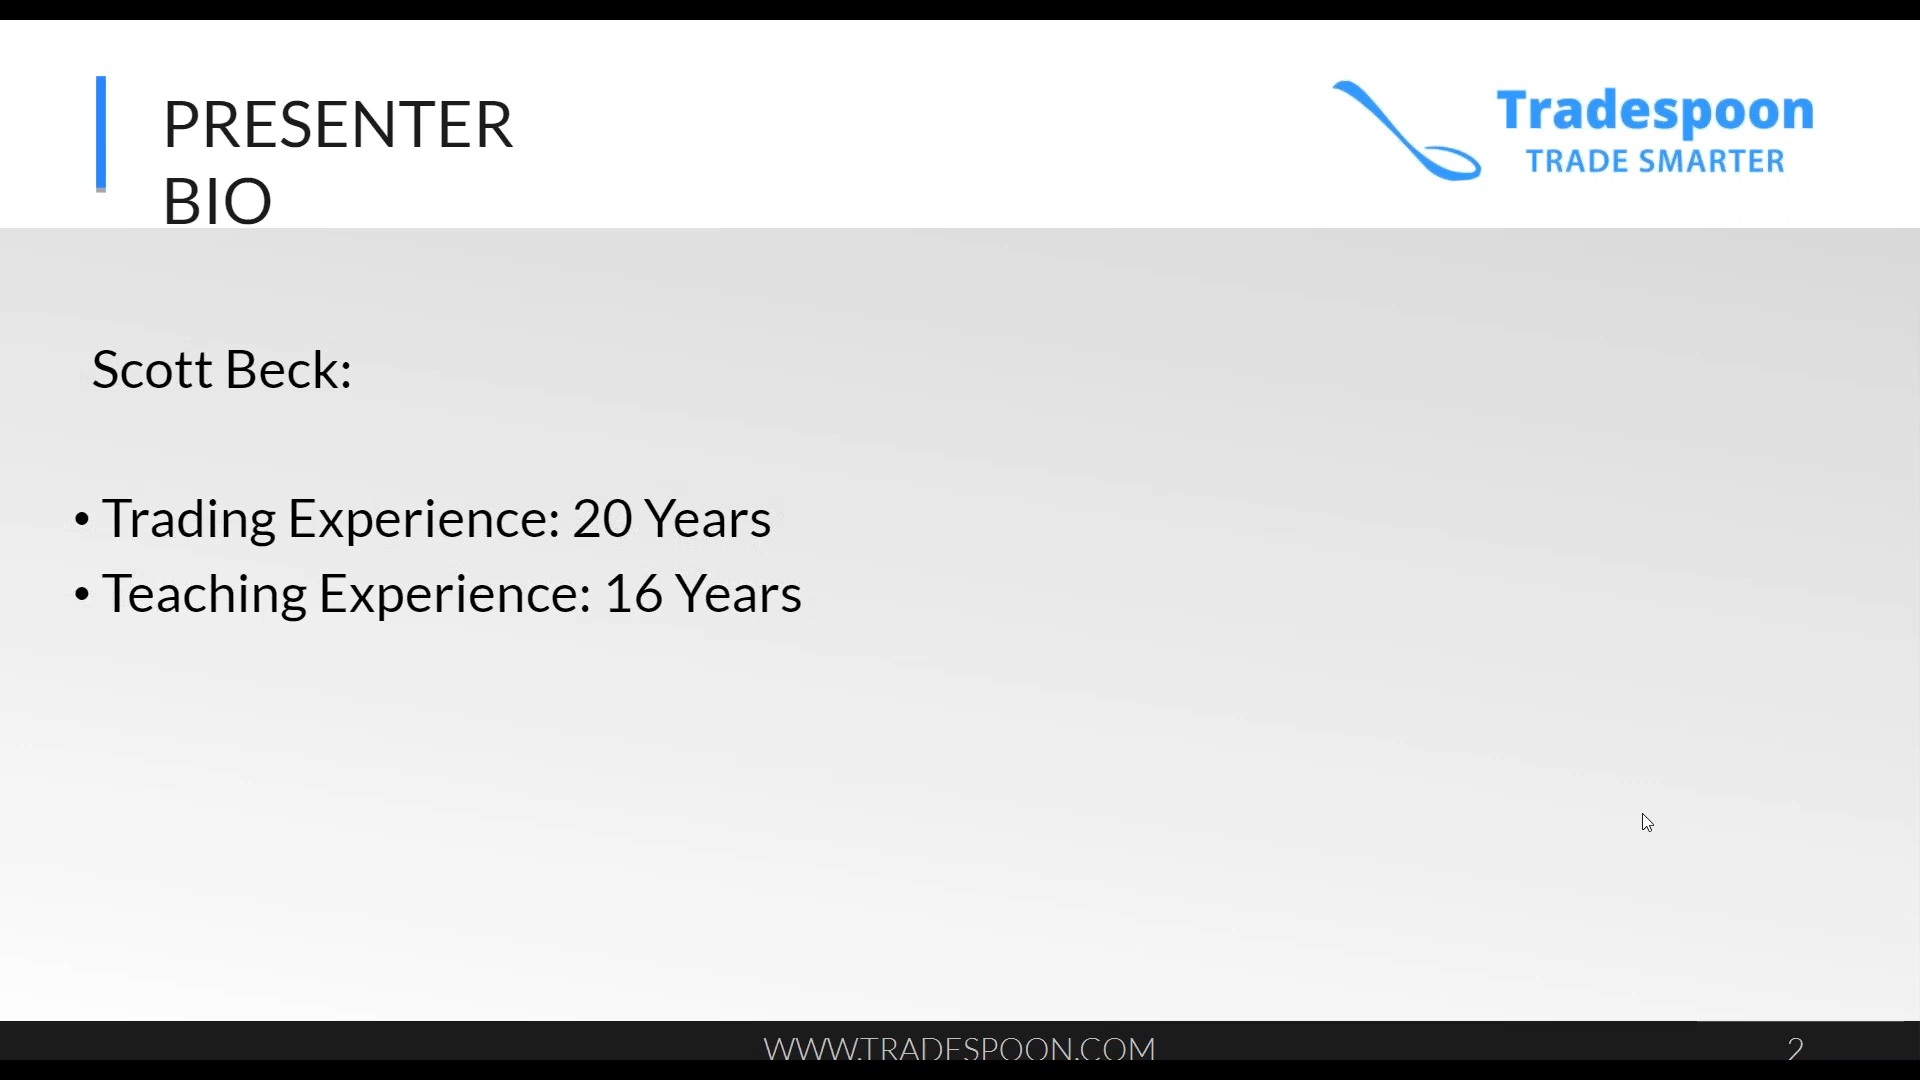 PRESENTER
BIO
Tradespoon
TRADE SMARTER
Scott Beck:
• Trading Experience: 20 Years
• Teaching Experience: 16 Years
WWW.TRADESPOON.COM
2